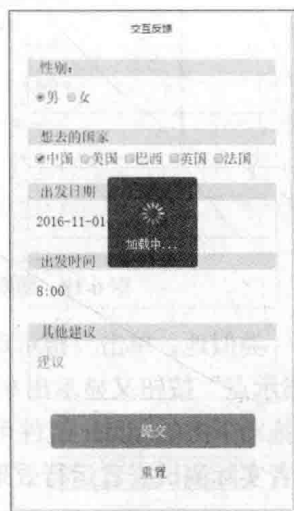 交互反馈
性别:
男 女
想去的国家
中国 美国 巴西 英国 法国
出发日期
2016-11-01
加载中...
出发时间
8:00
其他建议
建议
提交
重置